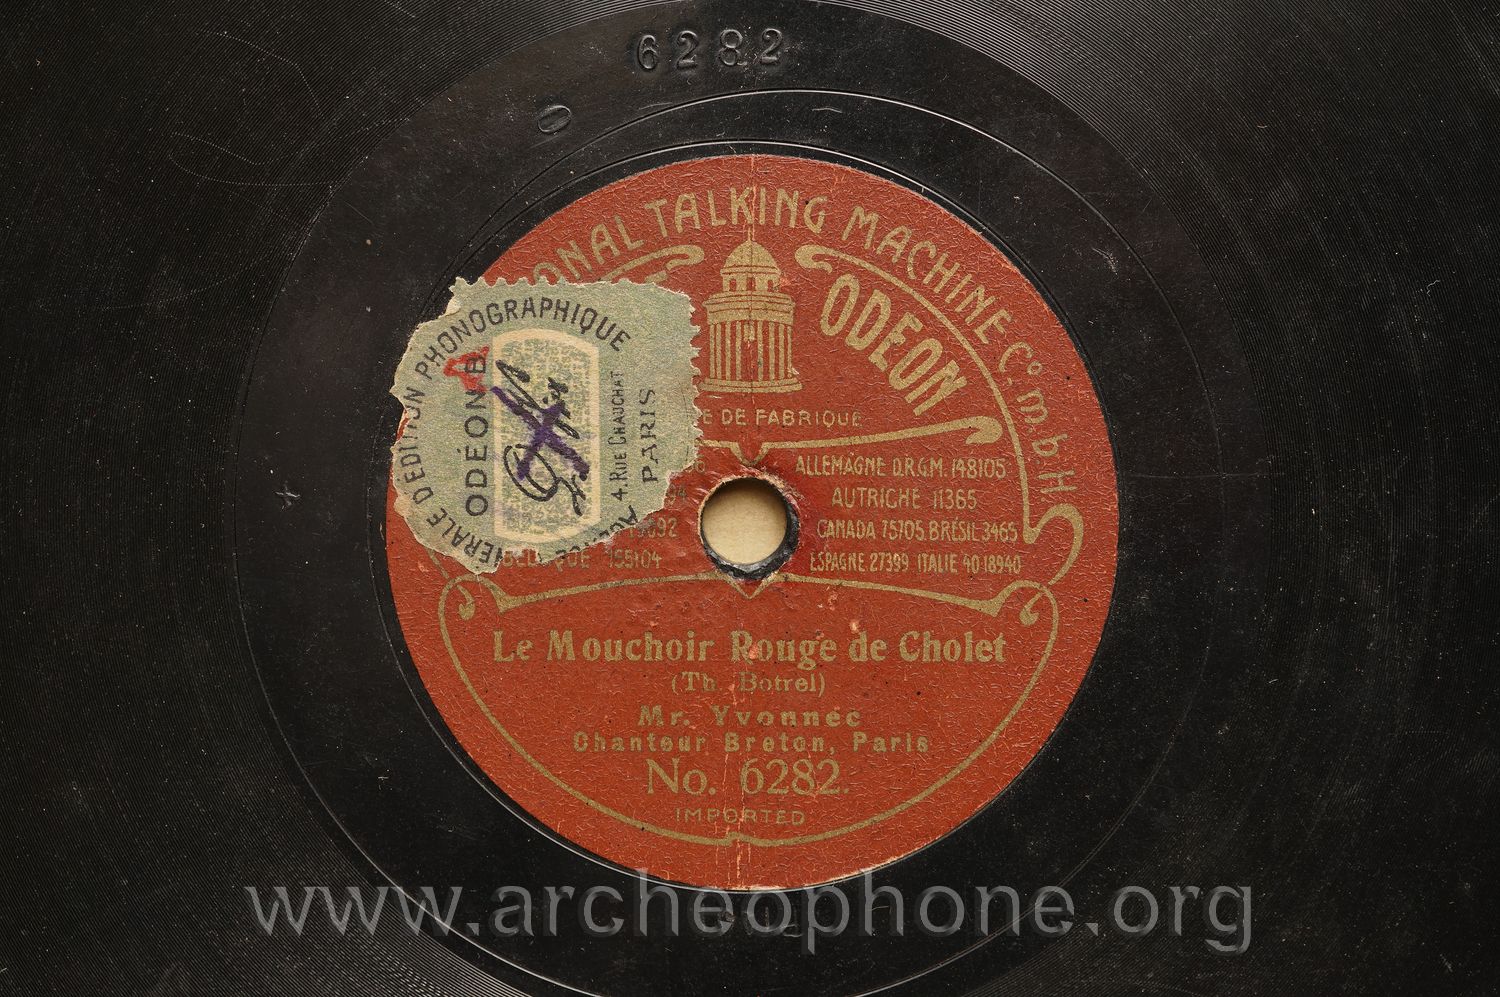 6282
O
ONAL TALKING MACHINE Co. m.b.H
ODEON
E DE FABRIQUE
ALLEMAGNE D.R.G.M. 148105
AUTRICHE 11365
CANADA 75705. BRÉSIL 3465
BELGIQUE 155104
ESPAGNE 27399 ITALIE 40.18940
ÉRALE D'ÉDITION PHONOGRAPHIQUE
ODÉON
4, RUE CHAUCHAT
PARIS
Le Mouchoir Rouge de Cholet
(Th. Botrel)
Mr. Yvonnéc
Chanteur Breton, Paris
No. 6282.
IMPORTED
www.archeophone.org